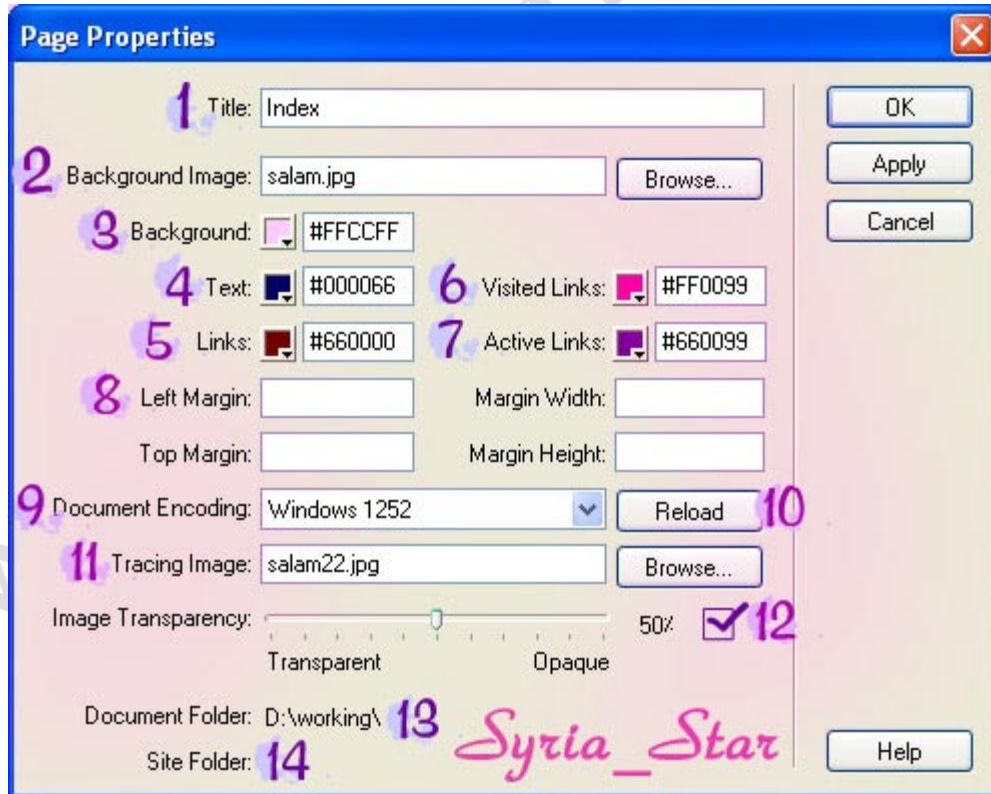 Page Properties
1 Title: Index OK
2 Background Image: salam.jpg Browse... Apply
3 Background: #FFCCFF Cancel
4 Text: #000066 6 Visited Links: #FF0099
5 Links: #660000 7 Active Links: #660099
8 Left Margin: Margin Width:
Top Margin: Margin Height:
9 Document Encoding: Windows 1252 Reload 10
11 Tracing Image: salam22.jpg Browse...
Image Transparency: 50% 12
Transparent Opaque
Document Folder: D:\working\ 13
Syria_Star
Site Folder: 14 Help